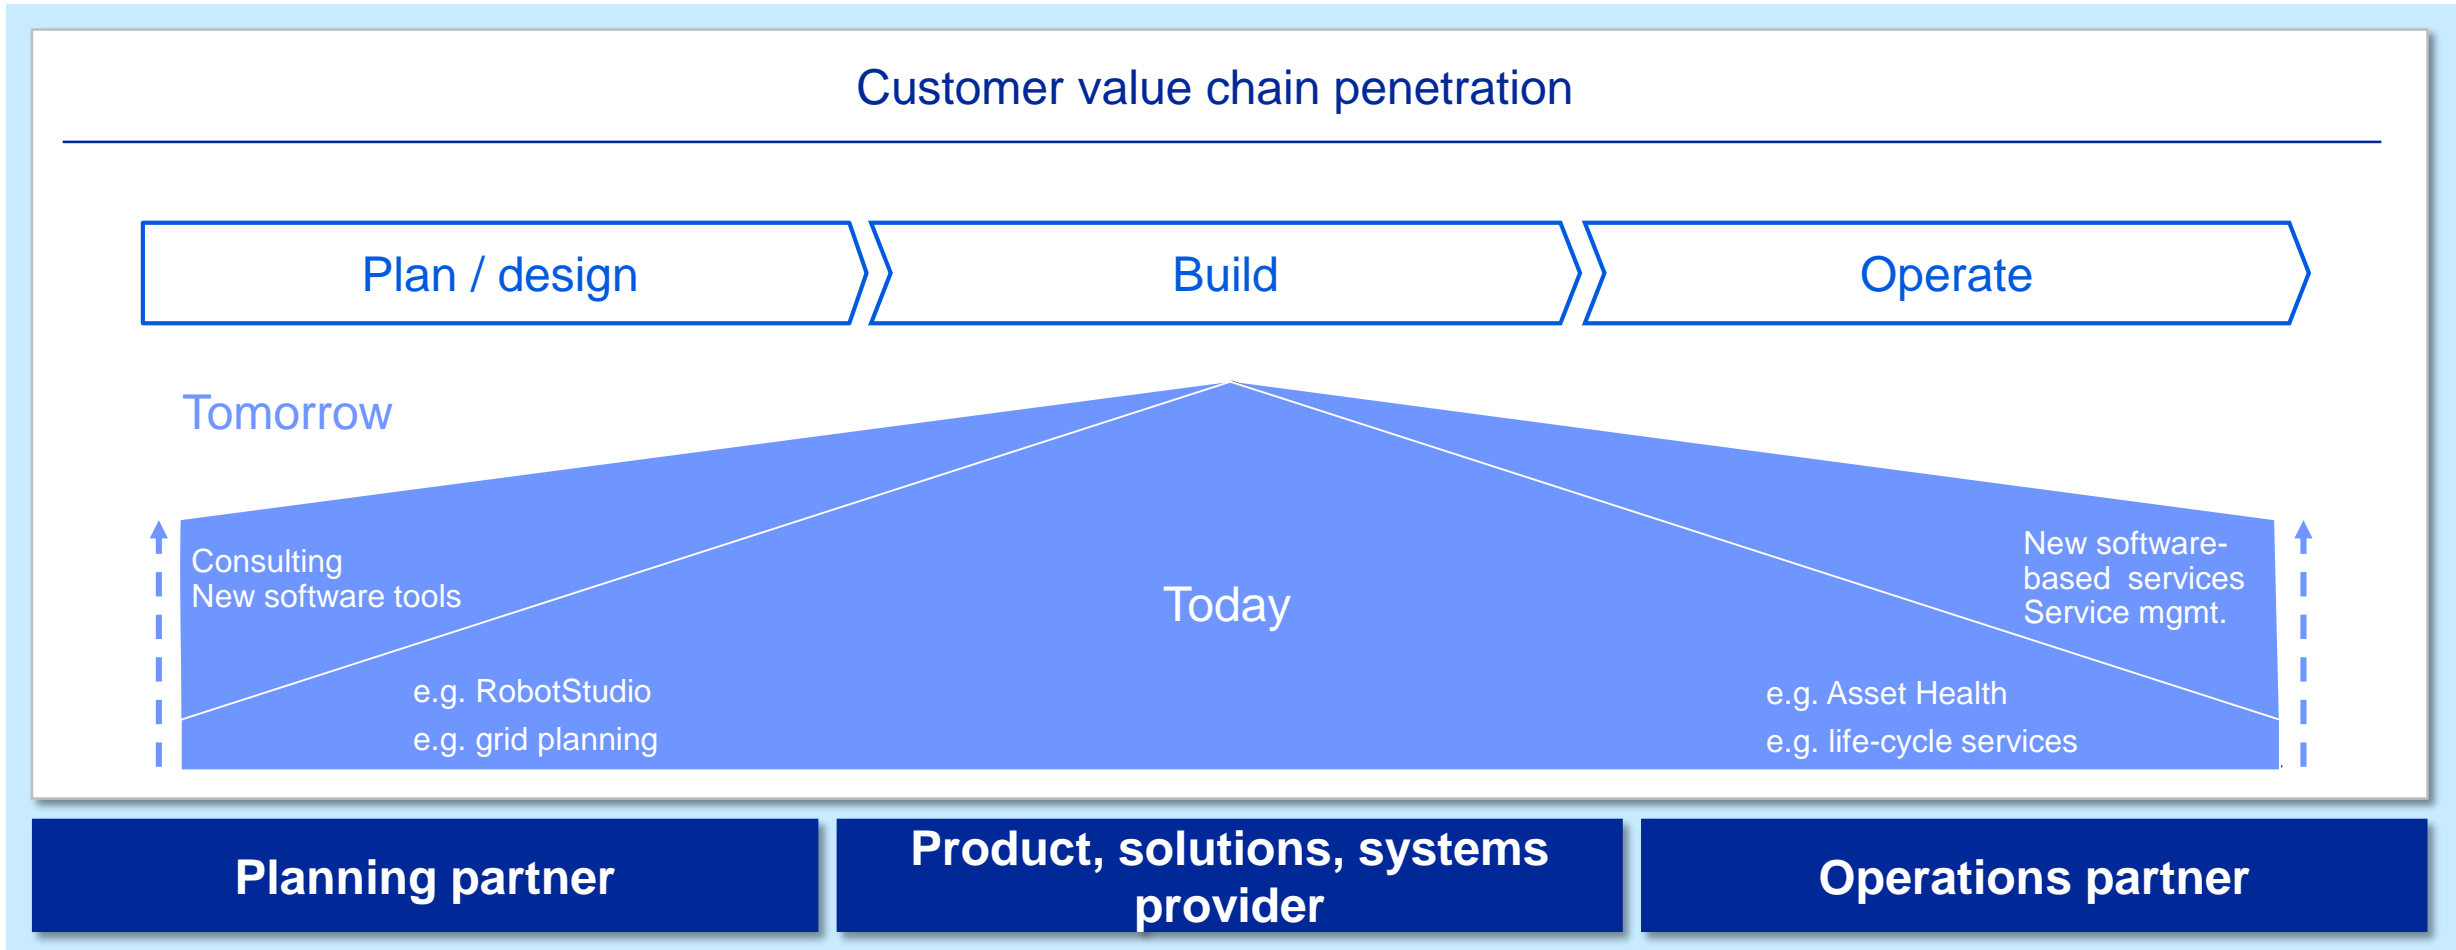 Customer value chain penetration
Plan / design
Build
Operate
Tomorrow
Consulting
New software tools
New software-
based  services
Service mgmt.
Today
e.g. RobotStudio
e.g. grid planning
e.g. Asset Health
e.g. life-cycle services
Planning partner
Product, solutions, systems
provider
Operations partner